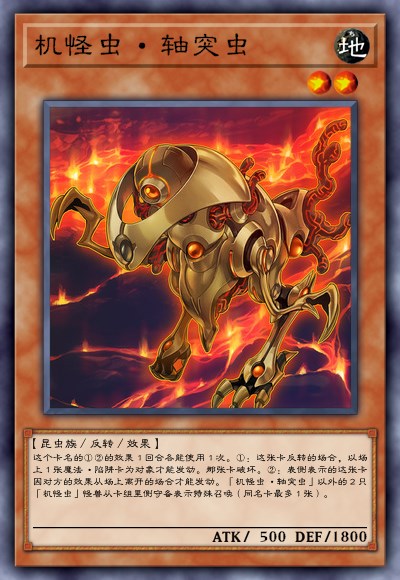 机怪虫·轴突虫
地
【昆虫族／反转／效果】
这个卡名的①②的效果1回合各能使用1次。①：这张卡反转的场合，以场
上1张魔法·陷阱卡为对象才能发动。那张卡破坏。②：表侧表示的这张卡
因对方的效果从场上离开的场合才能发动。「机怪虫·轴突虫」以外的2只
「机怪虫」怪兽从卡组里侧守备表示特殊召唤（同名卡最多1张）。
ATK/ 500 DEF/1800